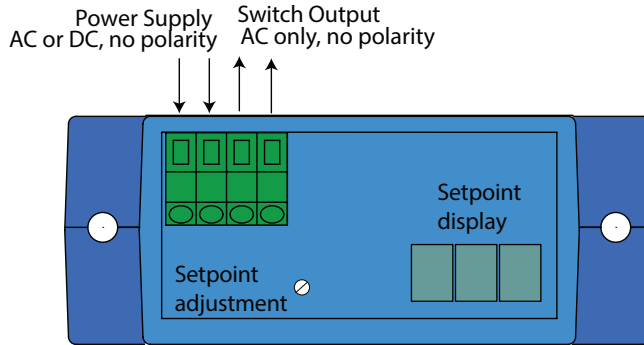 Power Supply
AC or DC, no polarity
Switch Output
AC only, no polarity
Setpoint
display
Setpoint
adjustment